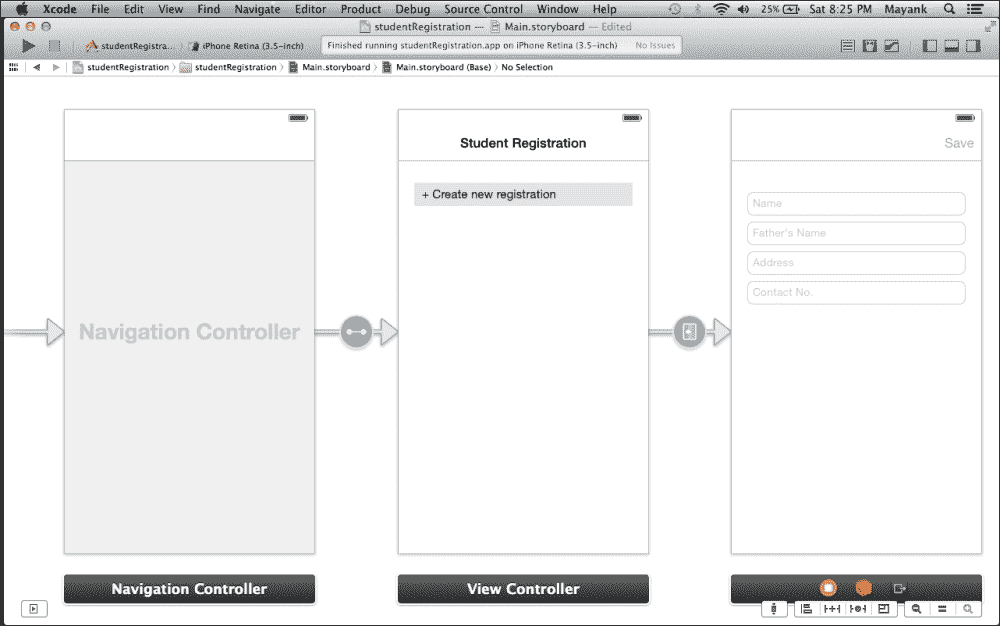 Xcode File Edit View Find Navigate Editor Product Debug Source Control Window Help 25% Sat 8:25 PM Mayank
studentRegistration — Main.storyboard — Edited
studentRegistra... 〉 iPhone Retina (3.5-inch) Finished running studentRegistration.app on iPhone Retina (3.5-inch) No Issues
studentRegistration 〉 studentRegistration 〉 Main.storyboard 〉 Main.storyboard (Base) 〉 No Selection
Student Registration
Save
+ Create new registration
Name
Father's Name
Address
Contact No.
Navigation Controller
Navigation Controller
View Controller